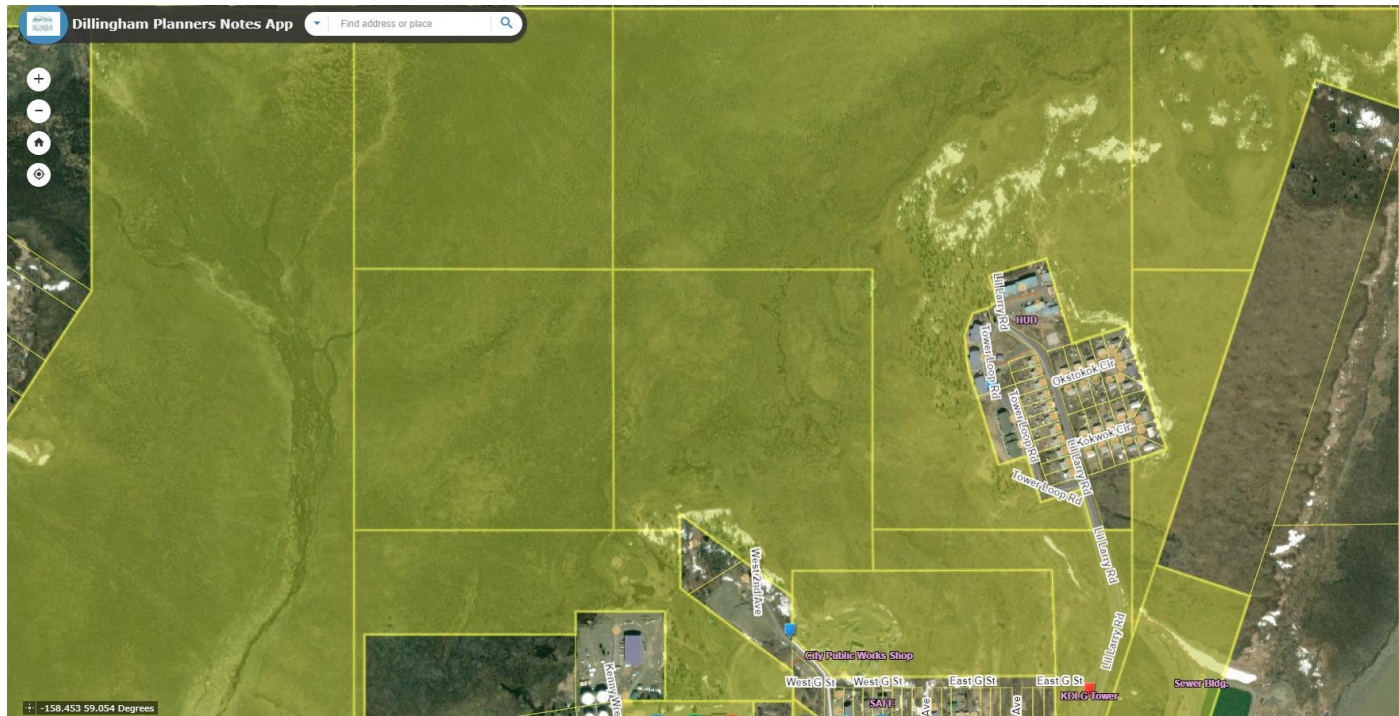 Dillingham Planners Notes App
Find address or place
Lil Larry Rd
HUD
Tower Loop Rd
Okstokok Cir
Tower Loop Rd
Kokwok Cir
Lil Larry Rd
Tower Loop Rd
Lil Larry Rd
West 2nd Ave
Lil Larry Rd
City Public Works Shop
West G St
West G St
East G St
East G St
Sewer Bldg.
KDLG Tower
SAFE
Kenny Wre
Ave
Ave
-158.453 59.054 Degrees